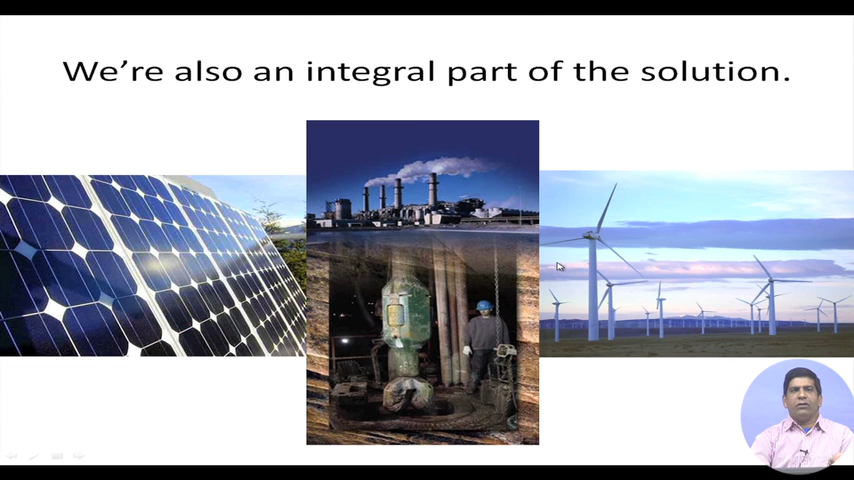 We're also an integral part of the solution.